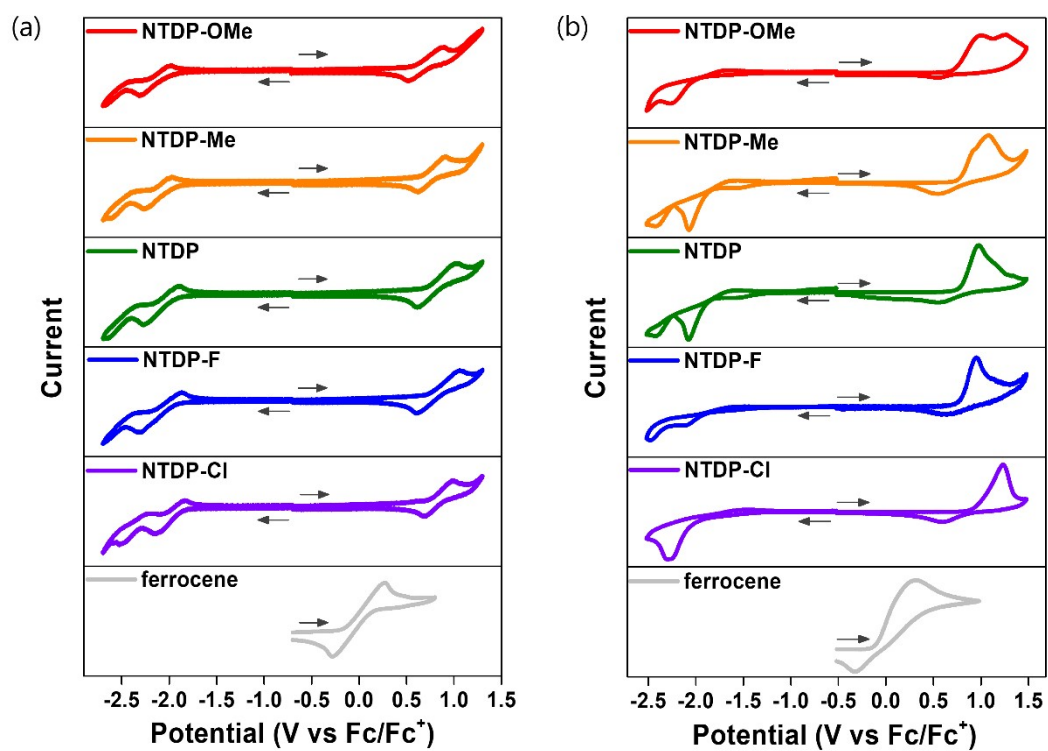 (a)
NTDP-OMe
NTDP-Me
NTDP
NTDP-F
NTDP-Cl
ferrocene
Current
-2.5 -2.0 -1.5 -1.0 -0.5 0.0 0.5 1.0 1.5
Potential (V vs Fc/Fc⁺)
(b)
NTDP-OMe
NTDP-Me
NTDP
NTDP-F
NTDP-Cl
ferrocene
Current
-2.5 -2.0 -1.5 -1.0 -0.5 0.0 0.5 1.0 1.5
Potential (V vs Fc/Fc⁺)